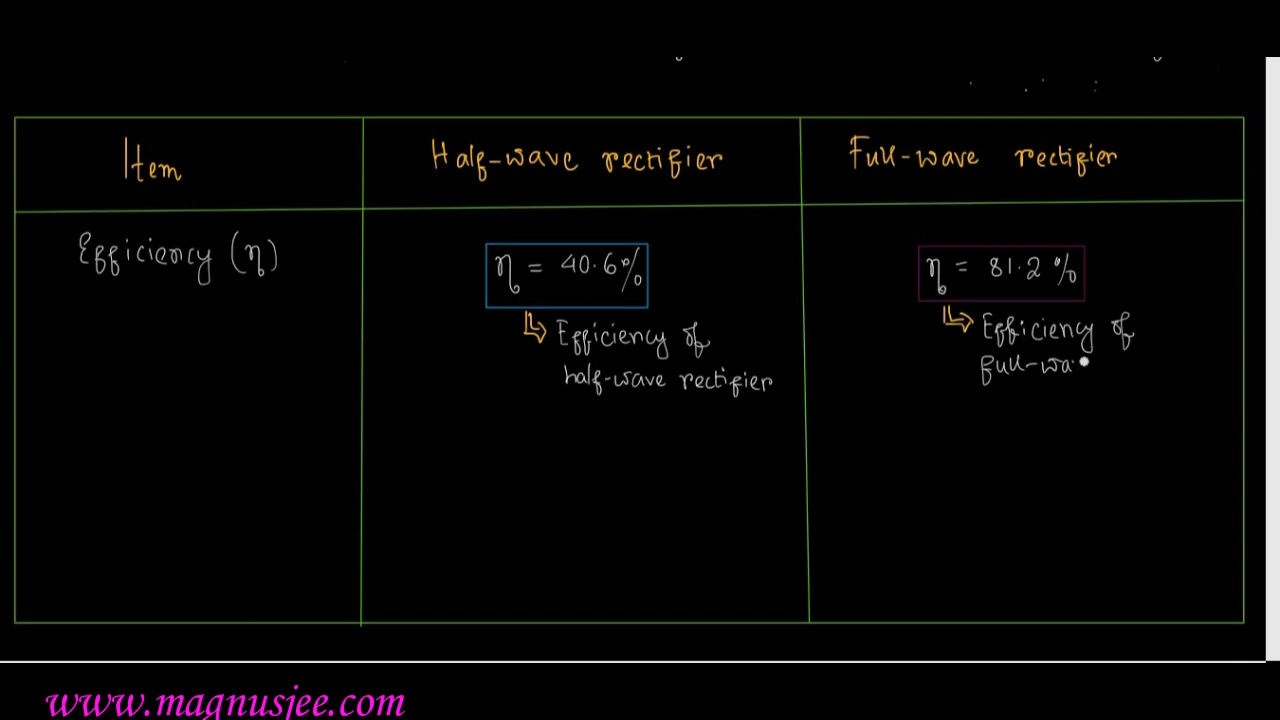 Item
Half-wave rectifier
Full-wave rectifier
Efficiency (η)
η = 40.6%
η = 81.2%
Efficiency of
half-wave rectifier
Efficiency of
full-wa
www.magnusjee.com